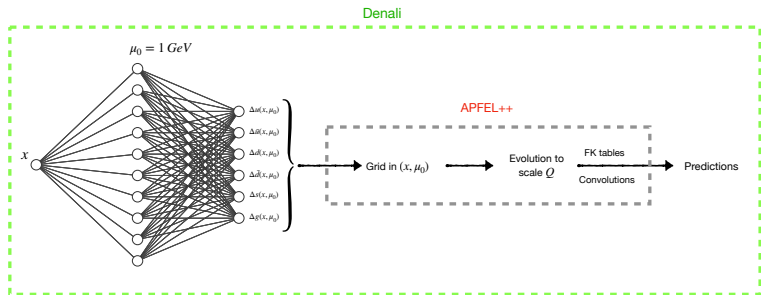 Denali
μ₀ = 1 GeV
x
Δu(x, μ₀)
Δū(x, μ₀)
Δd(x, μ₀)
Δd̄(x, μ₀)
Δs(x, μ₀)
Δg(x, μ₀)
APFEL++
Grid in (x, μ₀)
Evolution to
scale Q
FK tables
Convolutions
Predictions